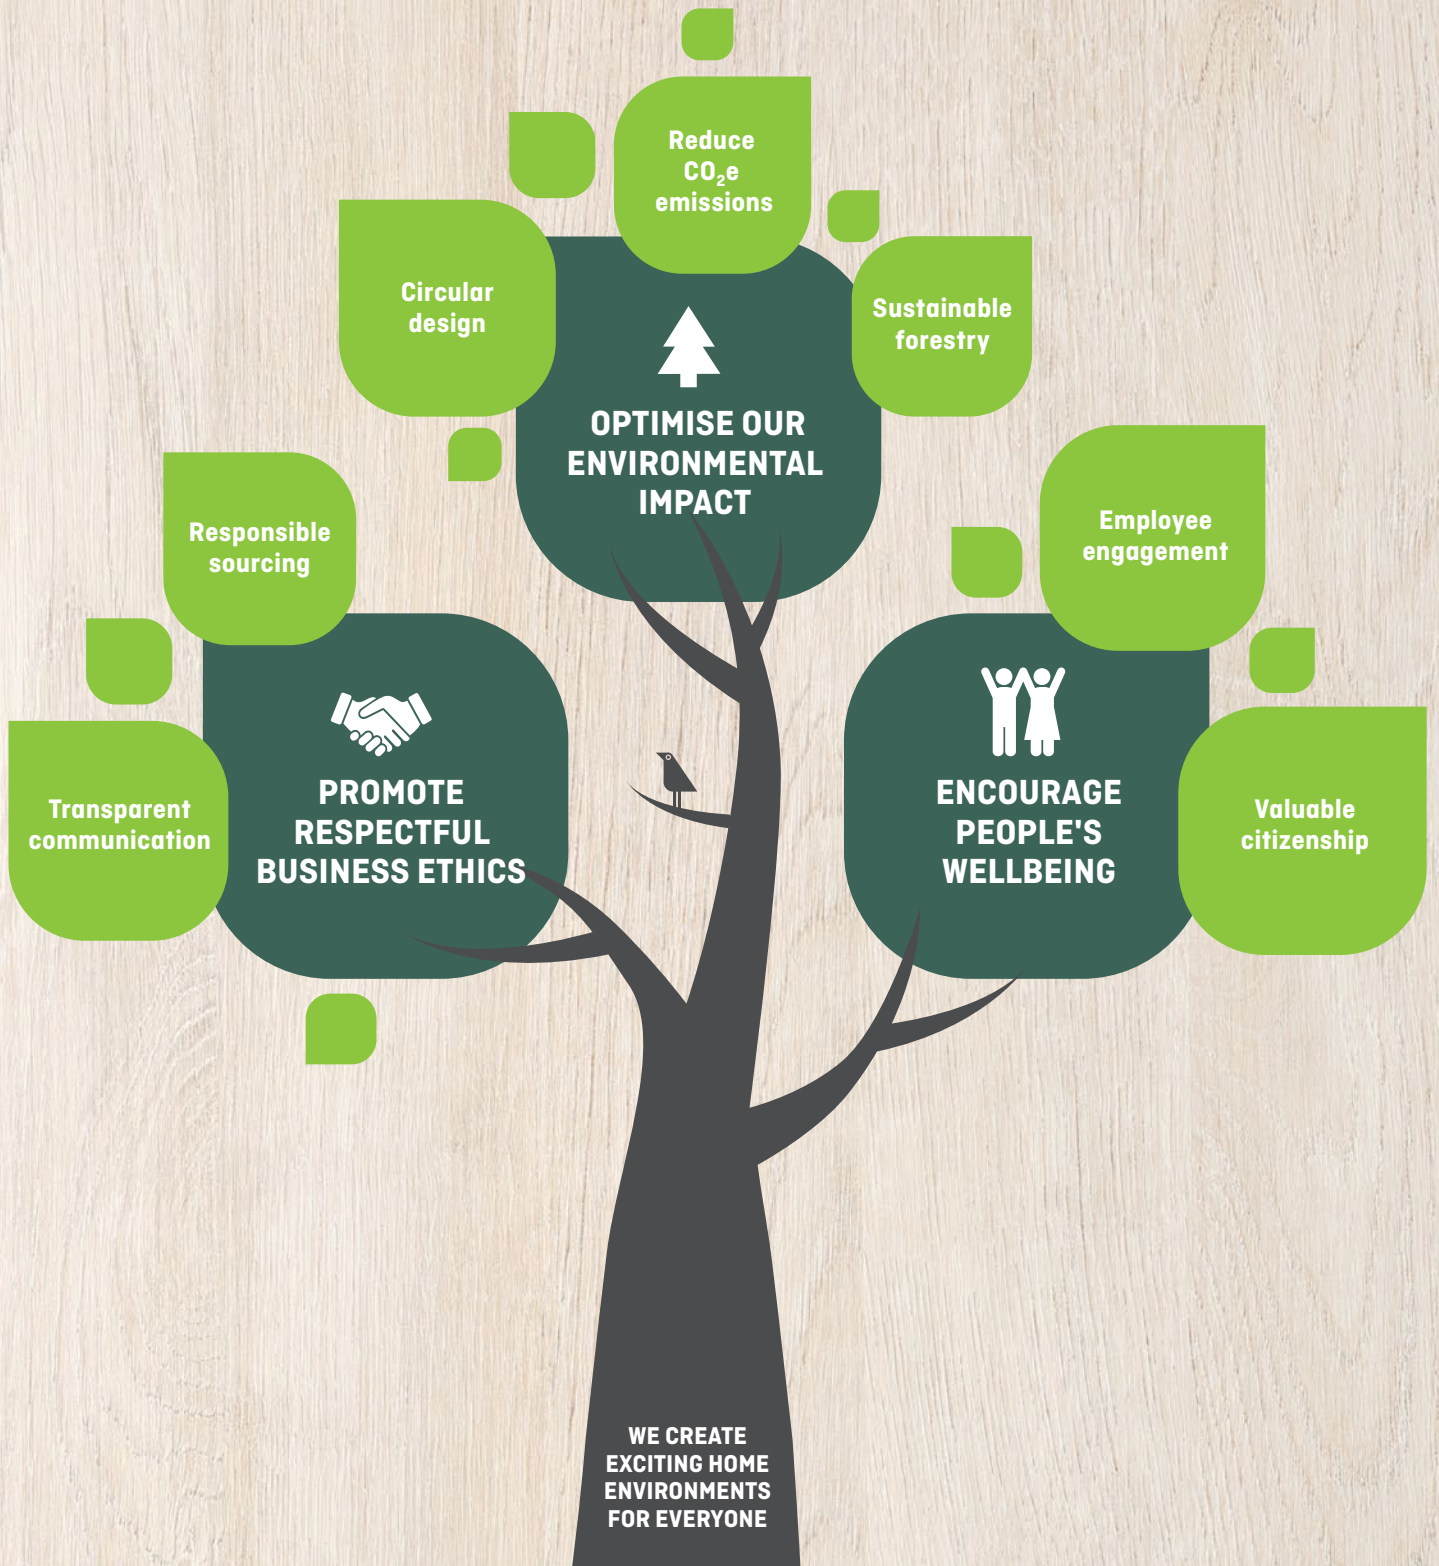 Reduce
CO₂e
emissions
Circular
design
Sustainable
forestry
OPTIMISE OUR
ENVIRONMENTAL
IMPACT
Responsible
sourcing
Transparent
communication
PROMOTE
RESPECTFUL
BUSINESS ETHICS
Employee
engagement
Valuable
citizenship
ENCOURAGE
PEOPLE'S
WELLBEING
WE CREATE
EXCITING HOME
ENVIRONMENTS
FOR EVERYONE